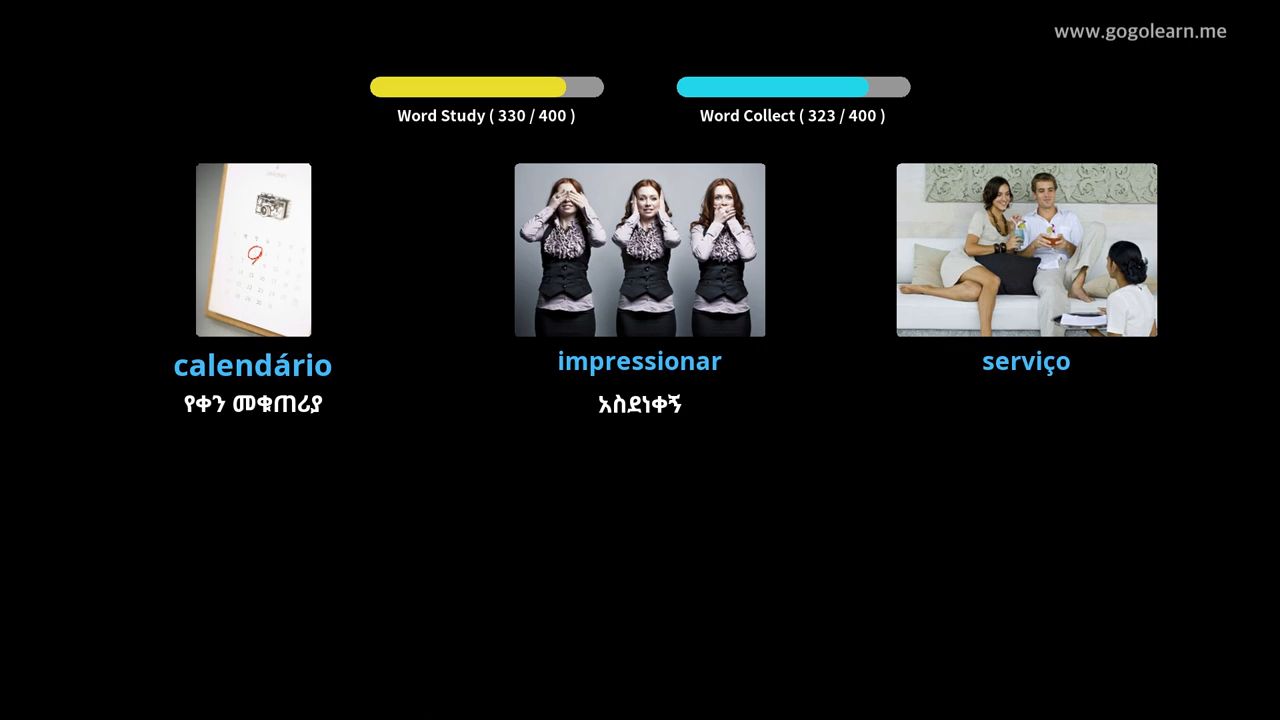 www.gogolearn.me
Word Study ( 330 / 400 )
Word Collect ( 323 / 400 )
calendário
impressionar
serviço
የቀን መቁጠሪያ
አስደነቀኝ